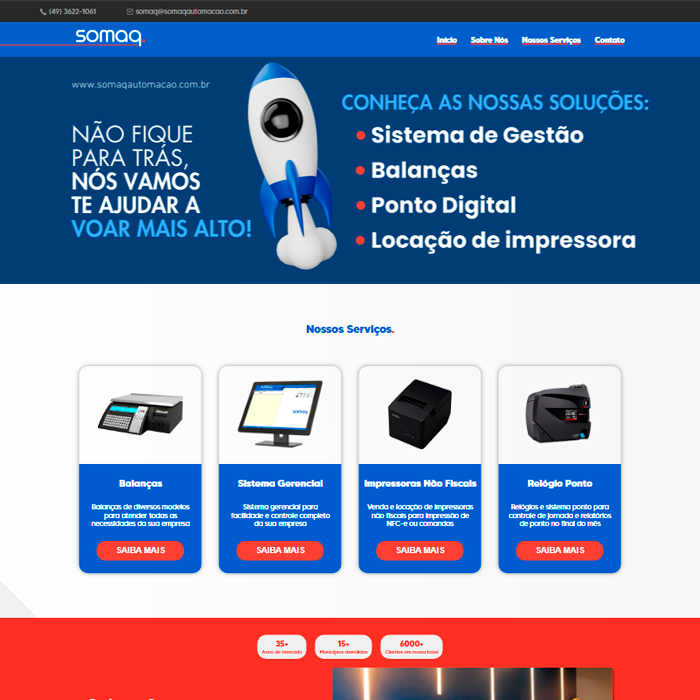 (49) 3622-1061
somaq@somaqautomacao.com.br
somaq.
Início
Sobre Nós
Nossos Serviços
Contato
www.somaqautomacao.com.br
NÃO FIQUE
PARA TRÁS,
NÓS VAMOS
TE AJUDAR A
VOAR MAIS ALTO!
CONHEÇA AS NOSSAS SOLUÇÕES:
Sistema de Gestão
Balanças
Ponto Digital
Locação de impressora
Nossos Serviços.
Balanças
Balanças de diversos modelos
para atender todas as
necessidades da sua empresa
SAIBA MAIS
Sistema Gerencial
Sistema gerencial para
facilidade e controle completo
da sua empresa
SAIBA MAIS
Impressoras Não Fiscais
Venda e locação de impressoras
não fiscais para impressão de
NFC-e ou comandas
SAIBA MAIS
Relógio Ponto
Relógios e sistema ponto para
controle de jornada e relatórios
de ponto no final do mês
SAIBA MAIS
35+
Anos de mercado
15+
Municípios atendidos
6000+
Clientes em nossa base